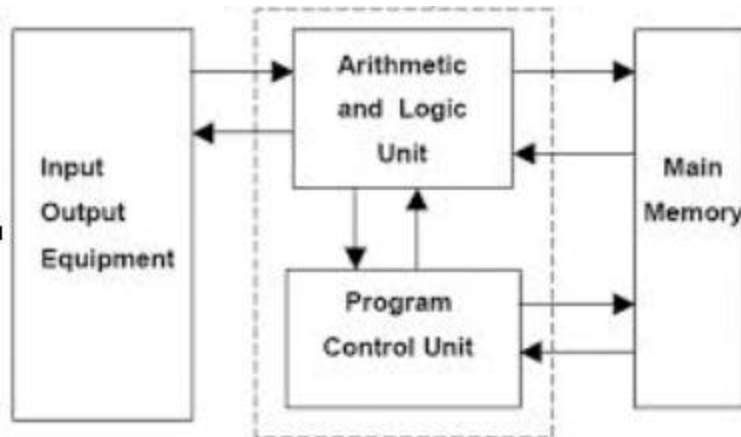 Input
Output
Equipment
Arithmetic
and Logic
Unit
Program
Control Unit
Main
Memory